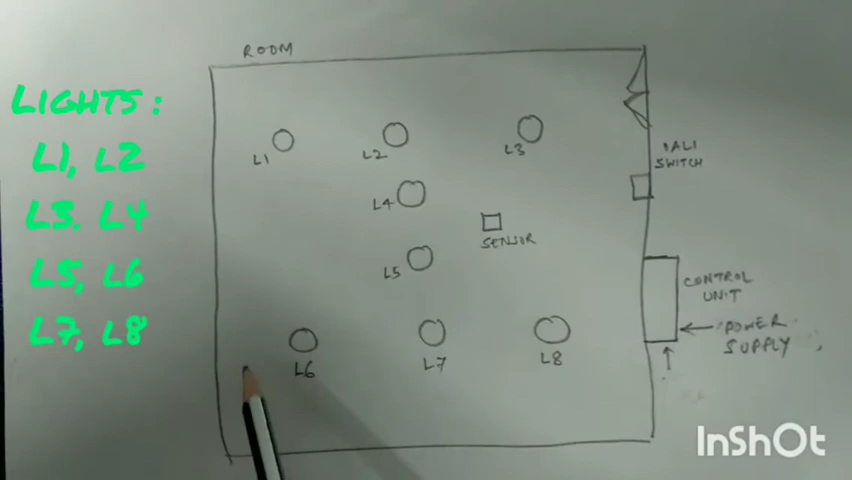 ROOM
LIGHTS:
L1, L2
L3. L4
L5, L6
L7, L8
L1
L2
L3
DALI
SWITCH
L4
SENSOR
L5
CONTROL
UNIT
POWER
SUPPLY
L6
L7
L8
InShOt